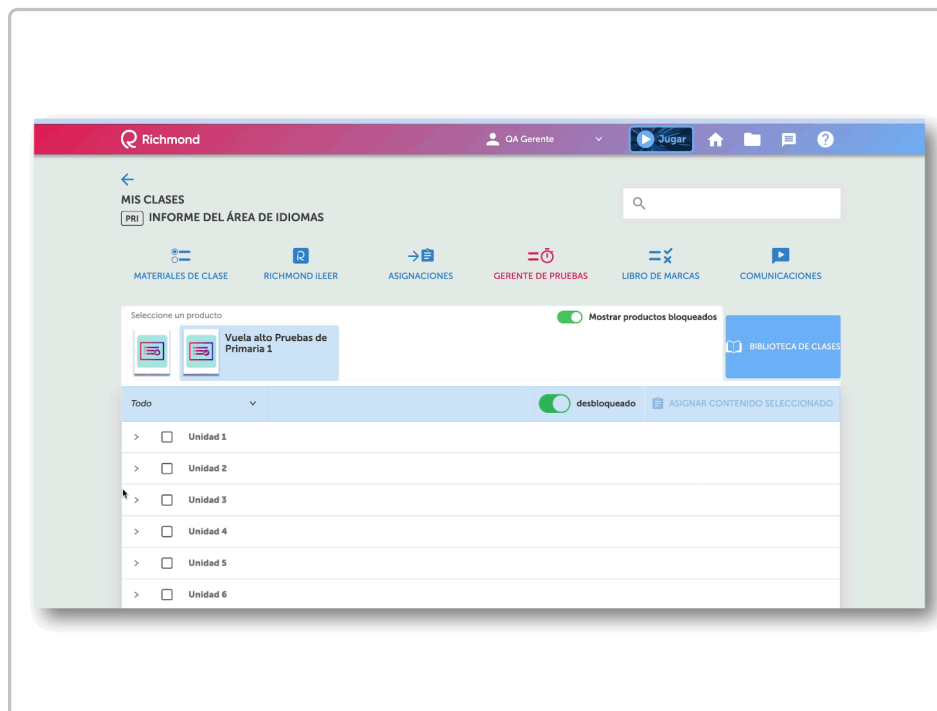 Richmond
QA Gerente
Jugar
MIS CLASES
PRI INFORME DEL ÁREA DE IDIOMAS
MATERIALES DE CLASE
RICHMOND iLEER
ASIGNACIONES
GERENTE DE PRUEBAS
LIBRO DE MARCAS
COMUNICACIONES
Seleccione un producto
Mostrar productos bloqueados
Vuela alto Pruebas de
Primaria 1
BIBLIOTECA DE CLASES
Todo
desbloqueado
ASIGNAR CONTENIDO SELECCIONADO
Unidad 1
Unidad 2
Unidad 3
Unidad 4
Unidad 5
Unidad 6